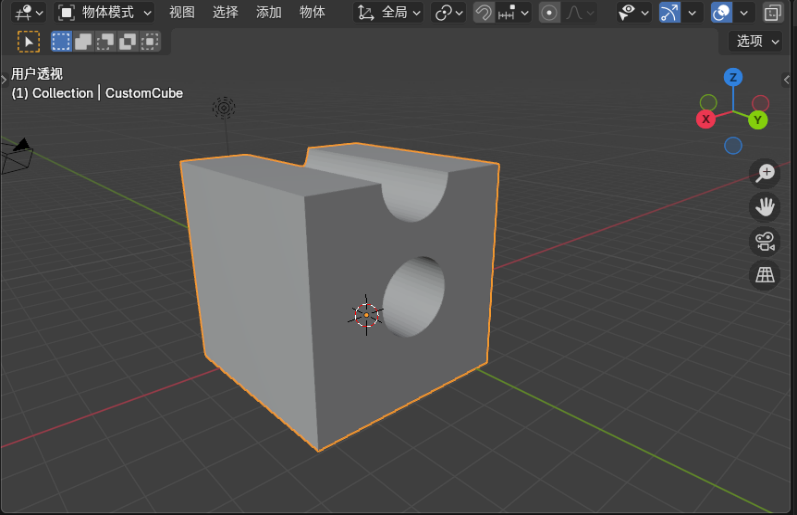 物体模式 视图 选择 添加 物体 全局
选项
用户透视
(1) Collection | CustomCube
Z
X
Y